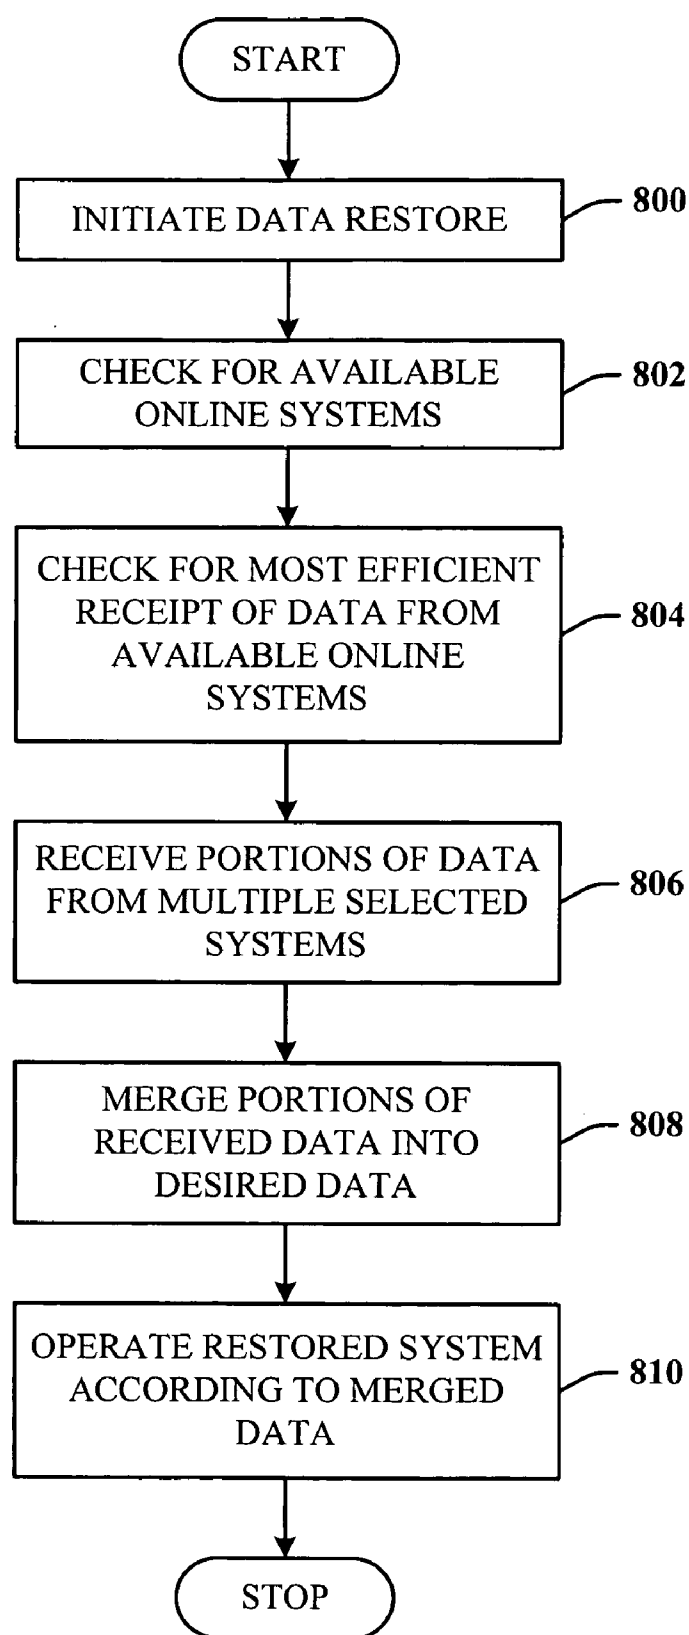 START
INITIATE DATA RESTORE
800
CHECK FOR AVAILABLE
ONLINE SYSTEMS
802
CHECK FOR MOST EFFICIENT
RECEIPT OF DATA FROM
AVAILABLE ONLINE
SYSTEMS
804
RECEIVE PORTIONS OF DATA
FROM MULTIPLE SELECTED
SYSTEMS
806
MERGE PORTIONS OF
RECEIVED DATA INTO
DESIRED DATA
808
OPERATE RESTORED SYSTEM
ACCORDING TO MERGED
DATA
810
STOP